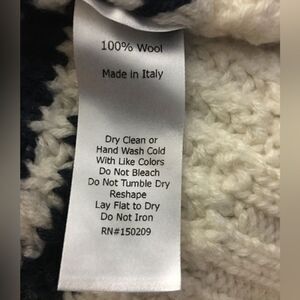 100% Wool
Made in Italy
Dry Clean or
Hand Wash Cold
With Like Colors
Do Not Bleach
Do Not Tumble Dry
Reshape
Lay Flat to Dry
Do Not Iron
RN#150209